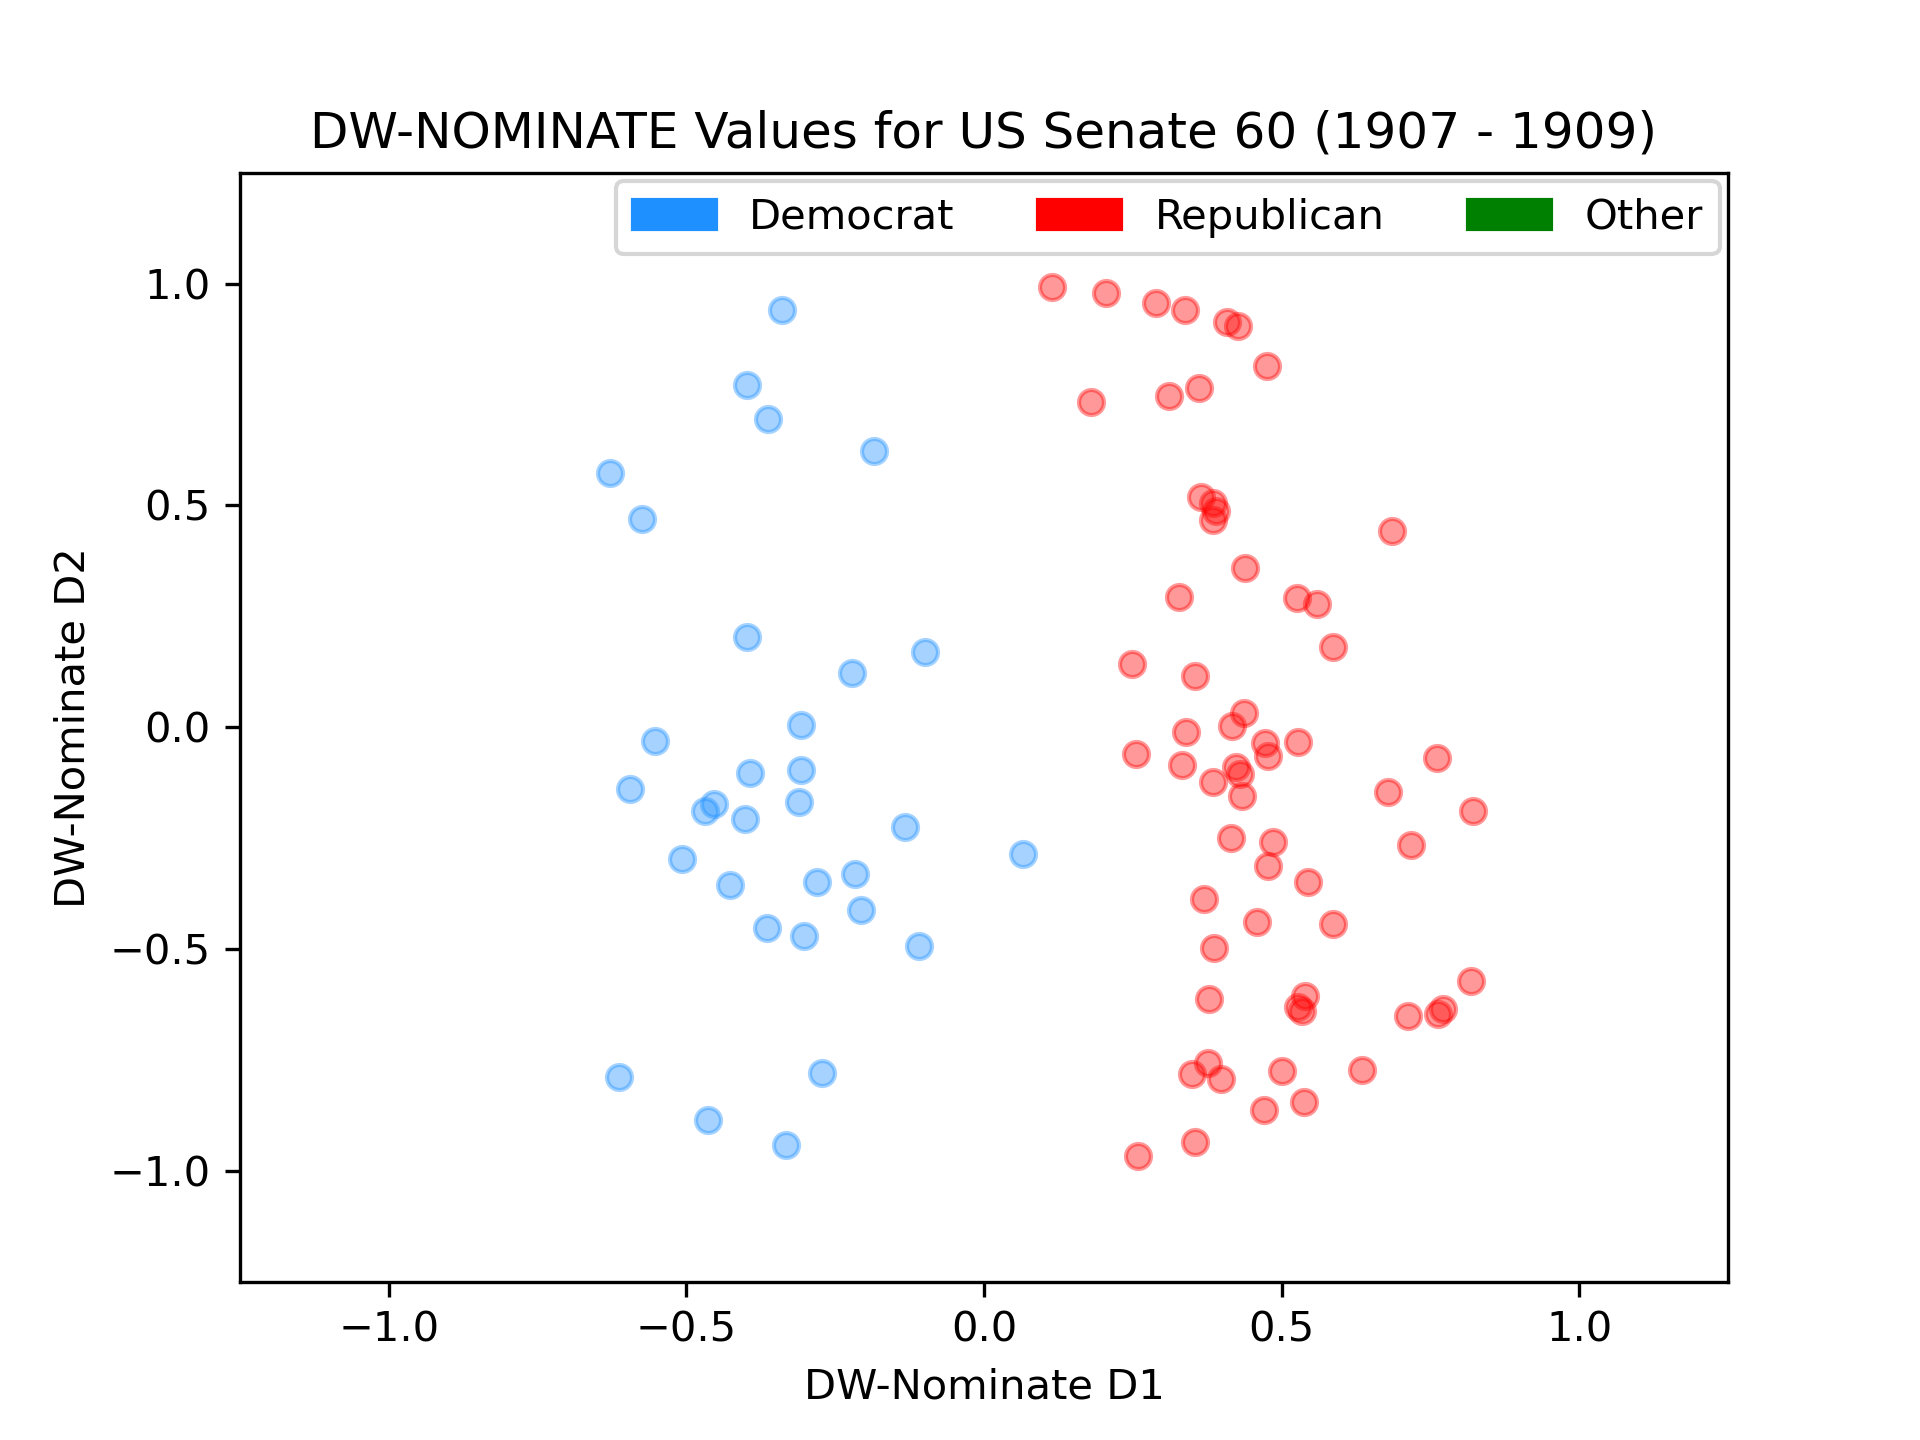 DW-NOMINATE Values for US Senate 60 (1907 - 1909)
Democrat Republican Other
1.0
0.5
0.0
−0.5
−1.0
DW-Nominate D2
−1.0 −0.5 0.0 0.5 1.0
DW-Nominate D1